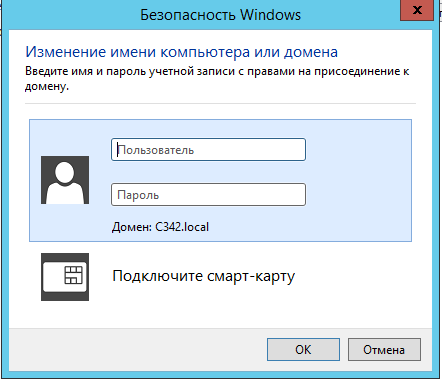 Безопасность Windows
x
Изменение имени компьютера или домена
Введите имя и пароль учетной записи с правами на присоединение к
домену.
Пользователь
Пароль
Домен: C342.local
Подключите смарт-карту
ОК
Отмена